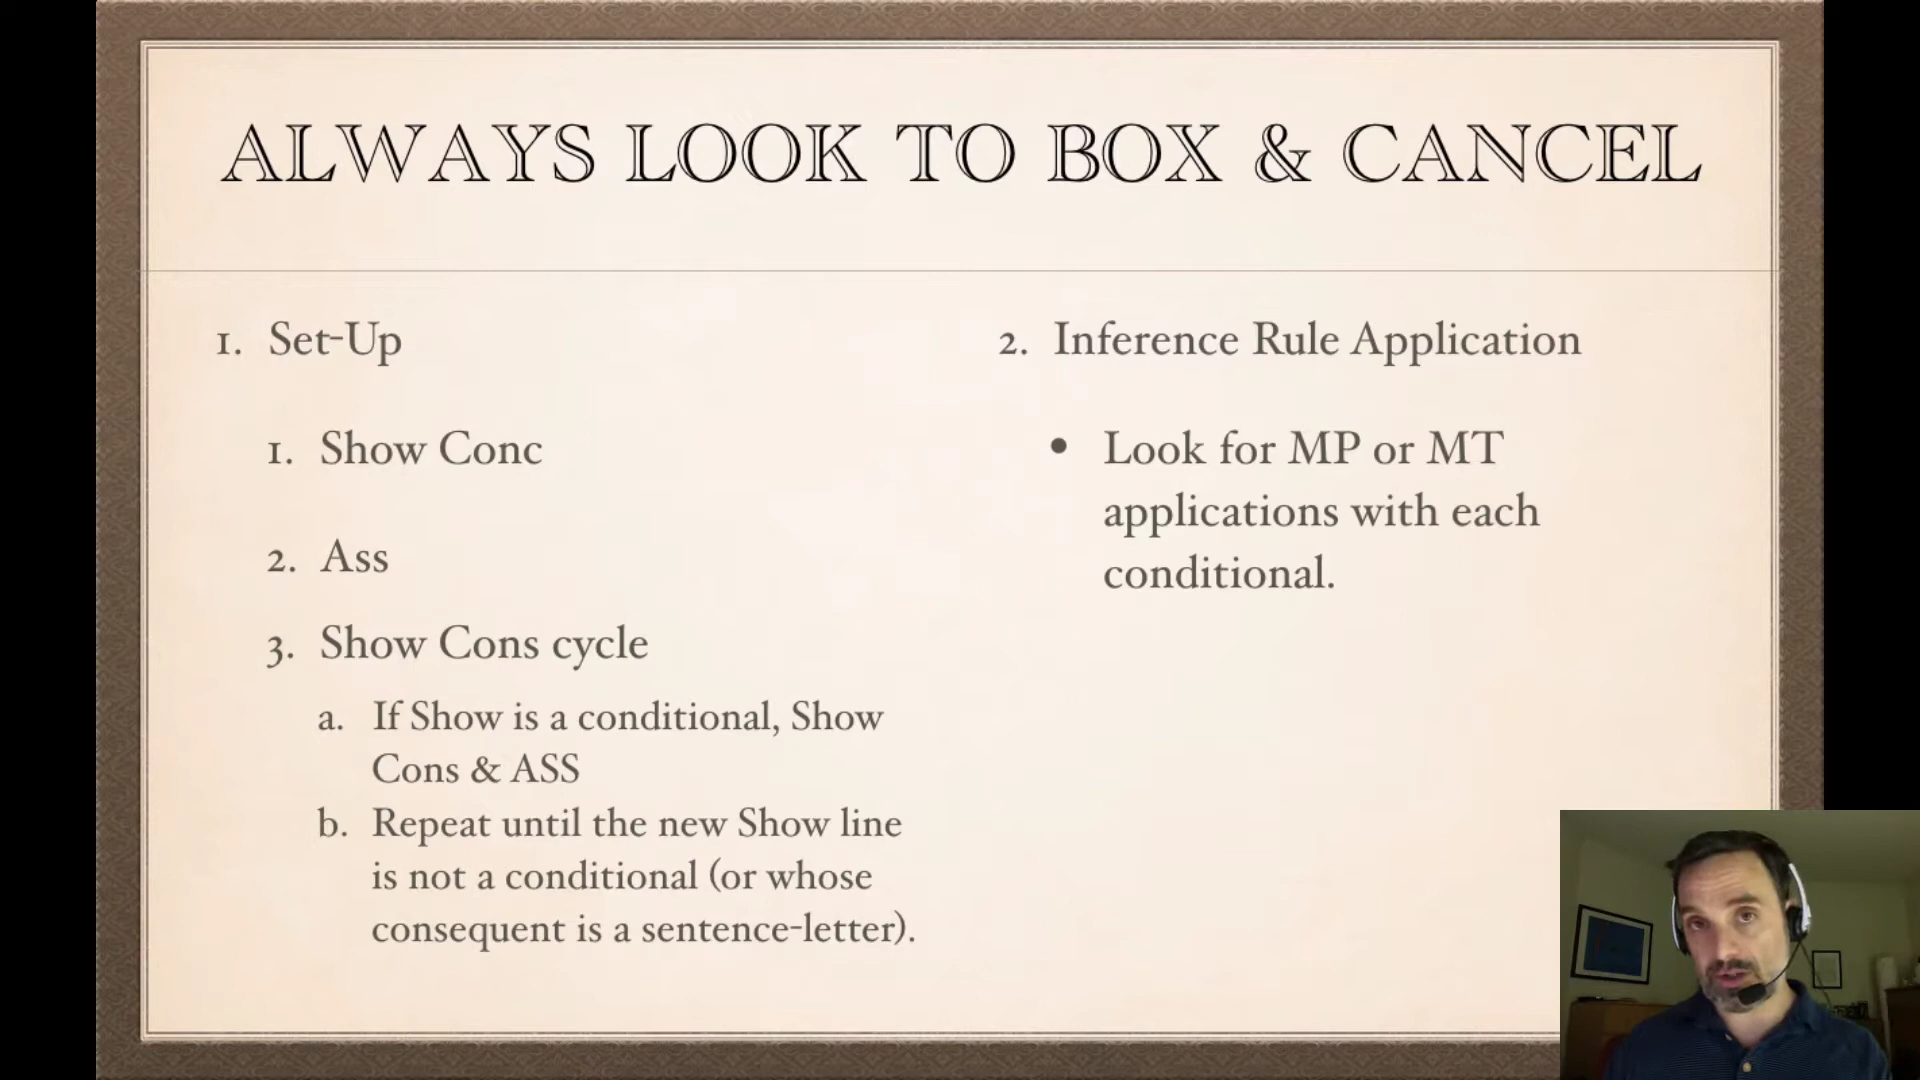 ALWAYS LOOK TO BOX & CANCEL
1. Set-Up
1. Show Conc
2. Ass
3. Show Cons cycle
a. If Show is a conditional, Show
Cons & ASS
b. Repeat until the new Show line
is not a conditional (or whose
consequent is a sentence-letter).
2. Inference Rule Application
• Look for MP or MT
applications with each
conditional.